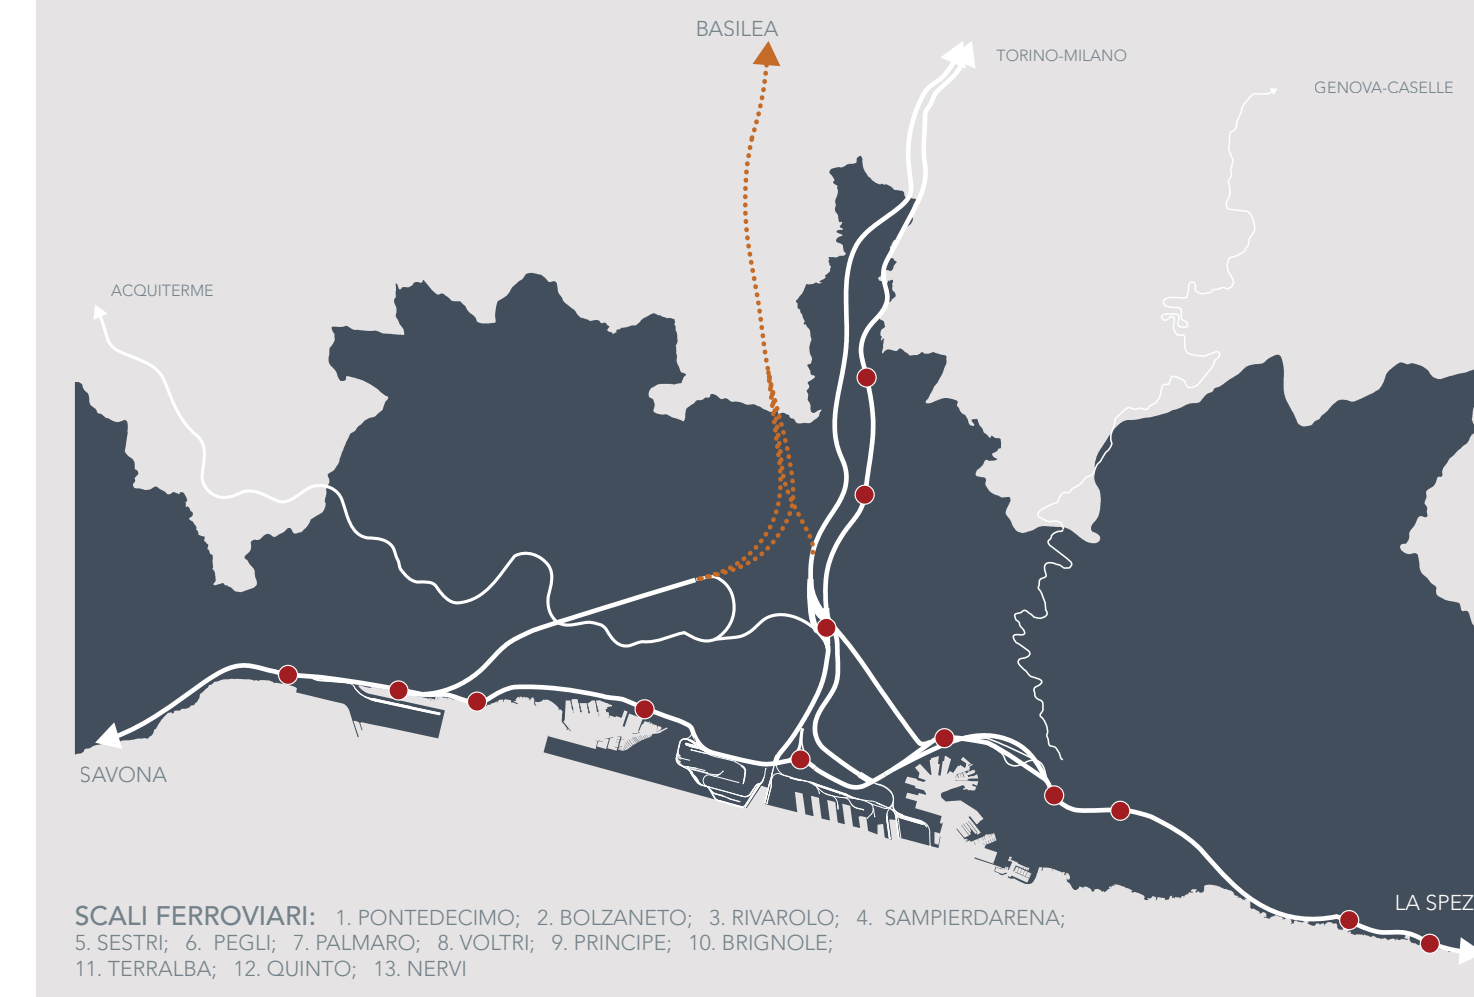 BASILEA
TORINO-MILANO
GENOVA-CASELLE
ACQUITERME
SAVONA
LA SPEZ
SCALI FERROVIARI: 1. PONTEDECIMO; 2. BOLZANETO; 3. RIVAROLO; 4. SAMPIERDARENA;
5. SESTRI; 6. PEGLI; 7. PALMARO; 8. VOLTRI; 9. PRINCIPE; 10. BRIGNOLE;
11. TERRALBA; 12. QUINTO; 13. NERVI